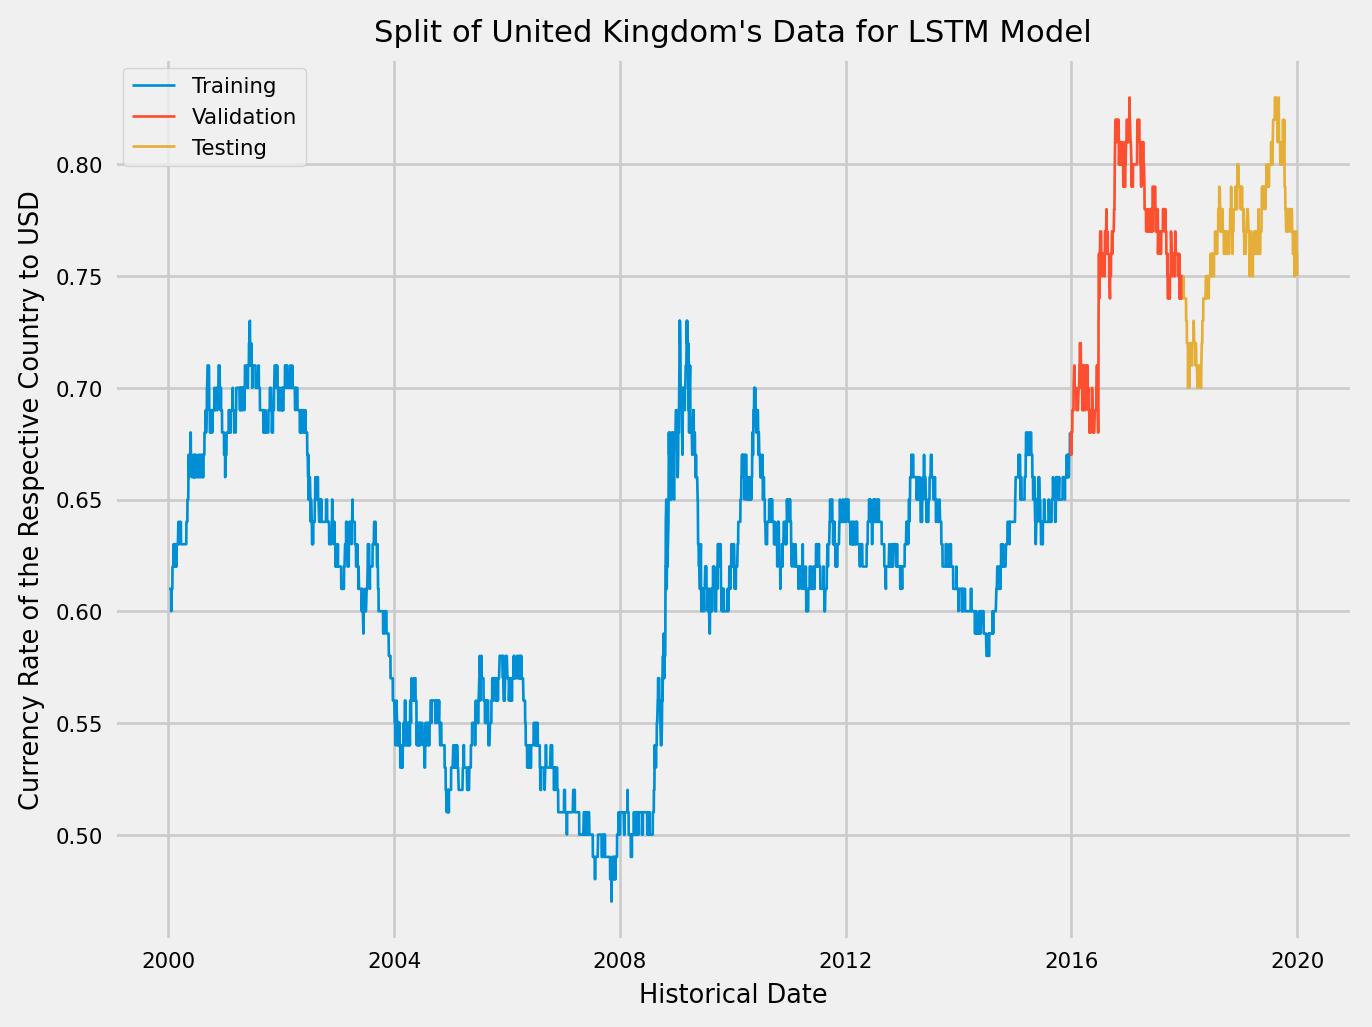 Split of United Kingdom's Data for LSTM Model
Training
Validation
Testing
Currency Rate of the Respective Country to USD
0.80
0.75
0.70
0.65
0.60
0.55
0.50
2000 2004 2008 2012 2016 2020
Historical Date